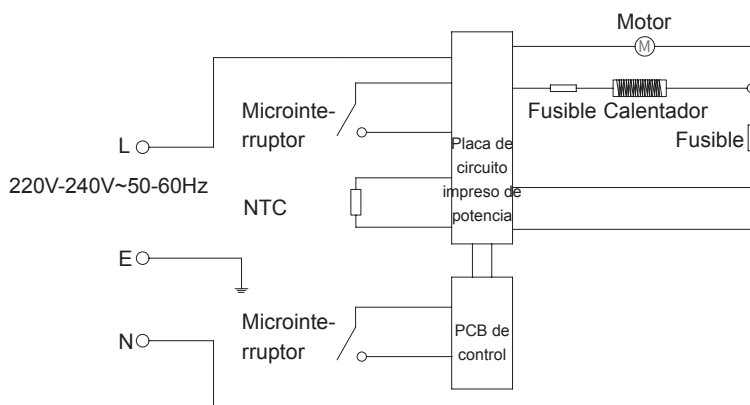 Motor
M
Fusible Calentador
Microinte-
rruptor
Fusible
L
Placa de
circuito
impreso de
potencia
220V-240V~50-60Hz
NTC
E
Microinte-
rruptor
PCB de
control
N